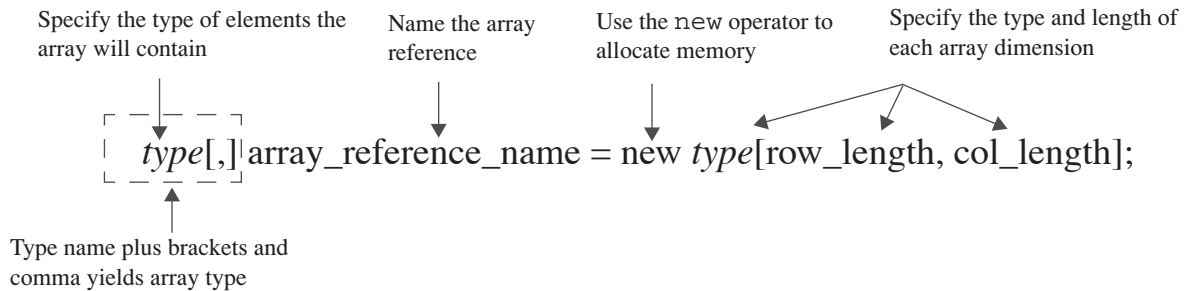 Specify the type of elements the
array will contain
Name the array
reference
Use the new operator to
allocate memory
Specify the type and length of
each array dimension
type[,] array_reference_name = new type[row_length, col_length];
Type name plus brackets and
comma yields array type